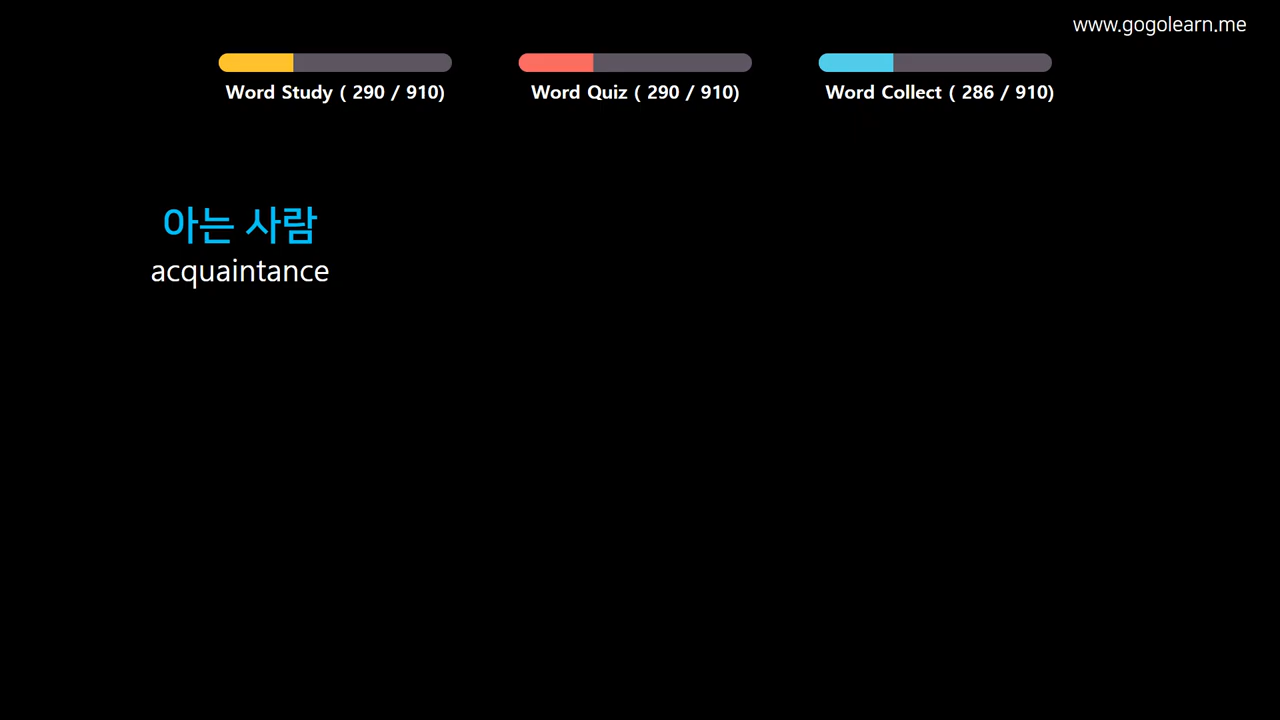 www.gogolearn.me
Word Study ( 290 / 910)
Word Quiz ( 290 / 910)
Word Collect ( 286 / 910)
아는 사람
acquaintance